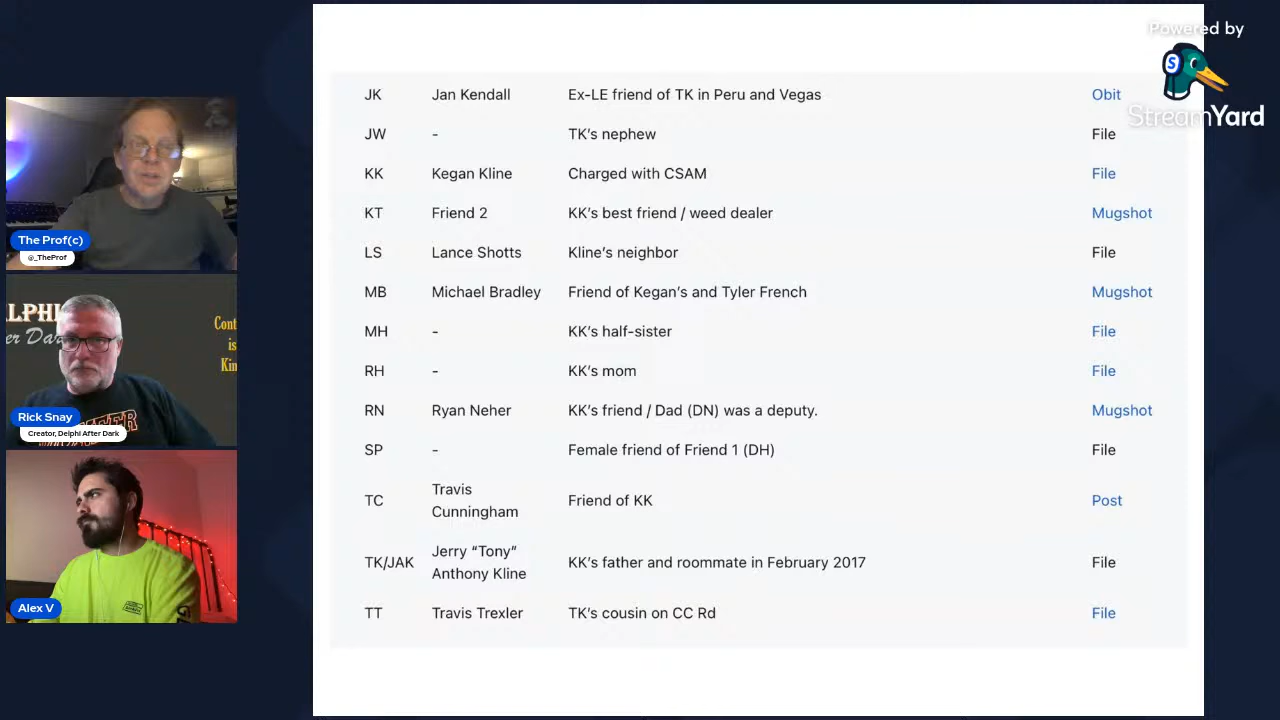 Powered by
StreamYard
JK Jan Kendall Ex-LE friend of TK in Peru and Vegas Obit
JW - TK's nephew File
KK Kegan Kline Charged with CSAM File
KT Friend 2 KK's best friend / weed dealer Mugshot
LS Lance Shotts Kline's neighbor File
MB Michael Bradley Friend of Kegan's and Tyler French Mugshot
MH - KK's half-sister File
RH - KK's mom File
RN Ryan Neher KK's friend / Dad (DN) was a deputy. Mugshot
SP - Female friend of Friend 1 (DH) File
TC Travis Cunningham Friend of KK Post
TK/JAK Jerry “Tony” Anthony Kline KK's father and roommate in February 2017 File
TT Travis Trexler TK's cousin on CC Rd File
The Prof(c)
@_TheProf
Cont
is
Kin
Rick Snay
Creator, Delphi After Dark
Alex V